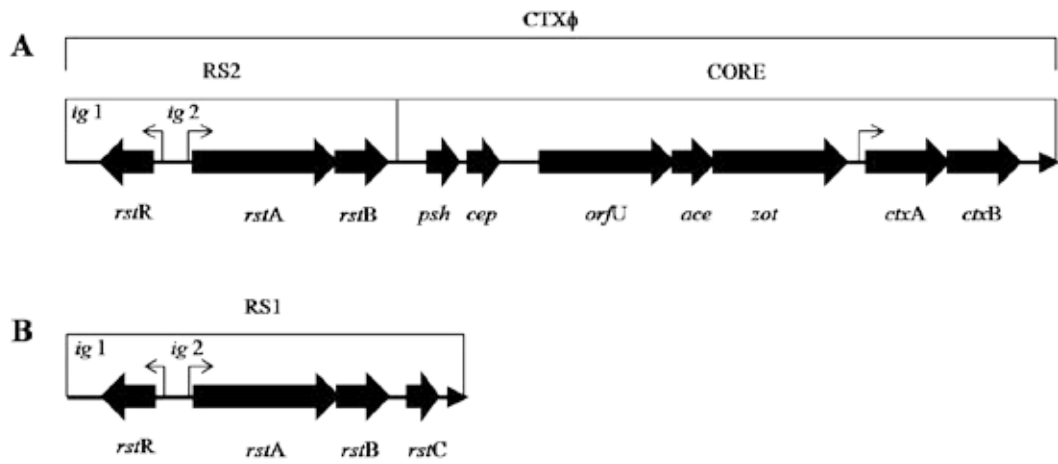 CTXϕ
A
RS2 CORE
ig 1 ig 2
rstR rstA rstB psh cep orfU ace zot ctxA ctxB
RS1
B
ig 1 ig 2
rstR rstA rstB rstC